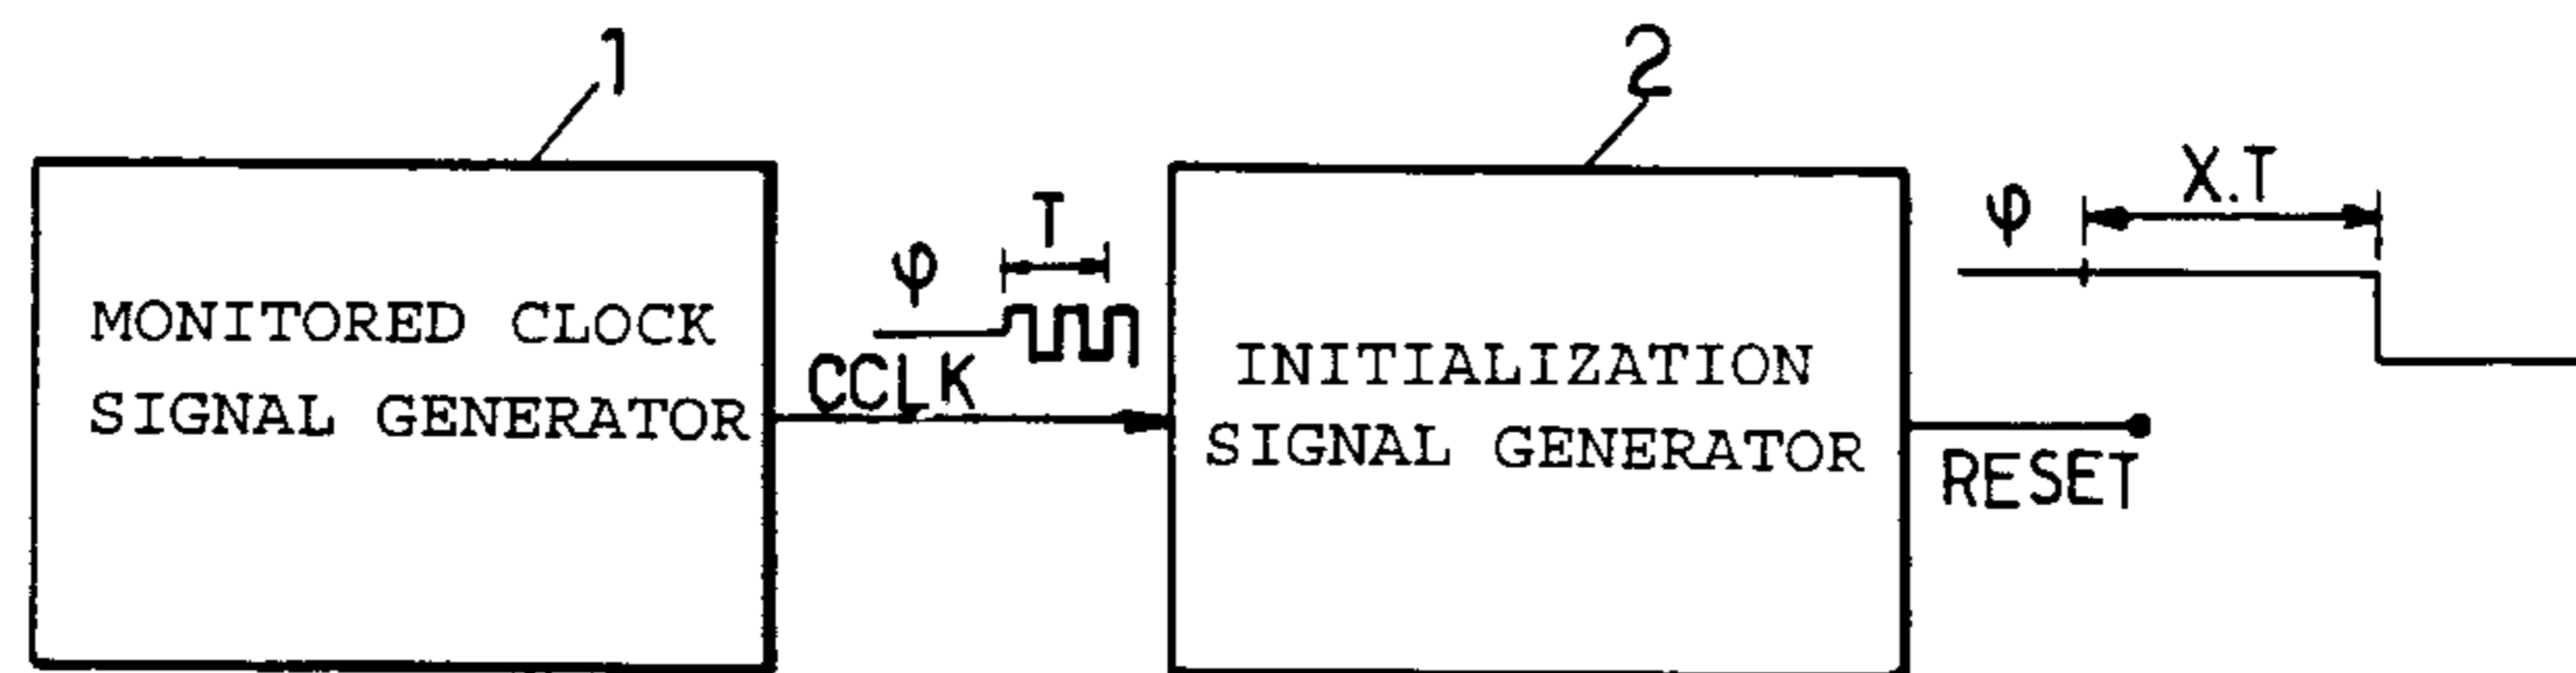 1
2
MONITORED CLOCK
SIGNAL GENERATOR
φ
T
CCLK
INITIALIZATION
SIGNAL GENERATOR
φ
X.T
RESET